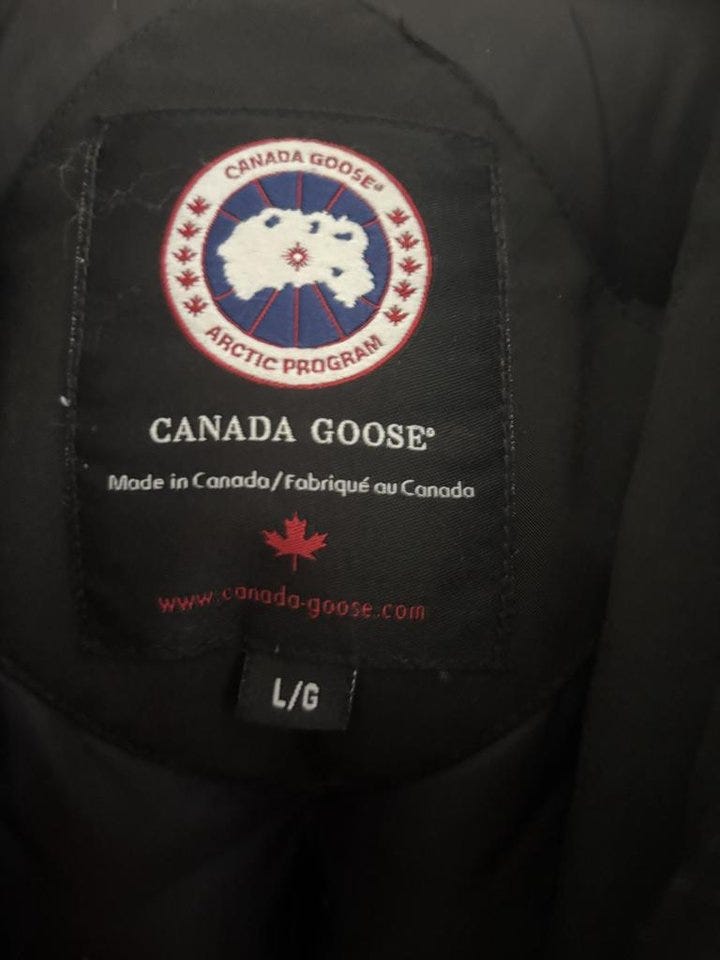 CANADA GOOSE®
ARCTIC PROGRAM
CANADA GOOSE®
Made in Canada/Fabriqué au Canada
www.canada-goose.com
L/G